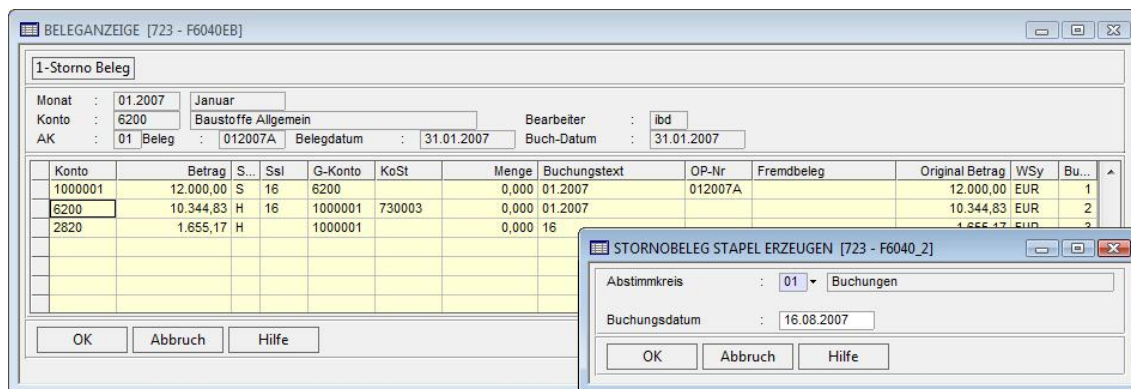 BELEGANZEIGE [723 - F6040EB]
1-Storno Beleg
Monat : 01.2007 Januar
Konto : 6200 Baustoffe Allgemein Bearbeiter : ibd
AK : 01 Beleg : 012007A Belegdatum : 31.01.2007 Buch-Datum : 31.01.2007
Konto Betrag S... Ssl G-Konto KoSt Menge Buchungstext OP-Nr Fremdbeleg Original Betrag WSy Bu...
1000001 12.000,00 S 16 6200 0,000 01.2007 012007A 12.000,00 EUR 1
6200 10.344,83 H 16 1000001 730003 0,000 01.2007 10.344,83 EUR 2
2820 1.655,17 H 1000001 0,000 16 1.655,17 EUR 3
STORNOBELEG STAPEL ERZEUGEN [723 - F6040_2]
Abstimmkreis : 01 Buchungen
Buchungsdatum : 16.08.2007
OK Abbruch Hilfe
OK Abbruch Hilfe